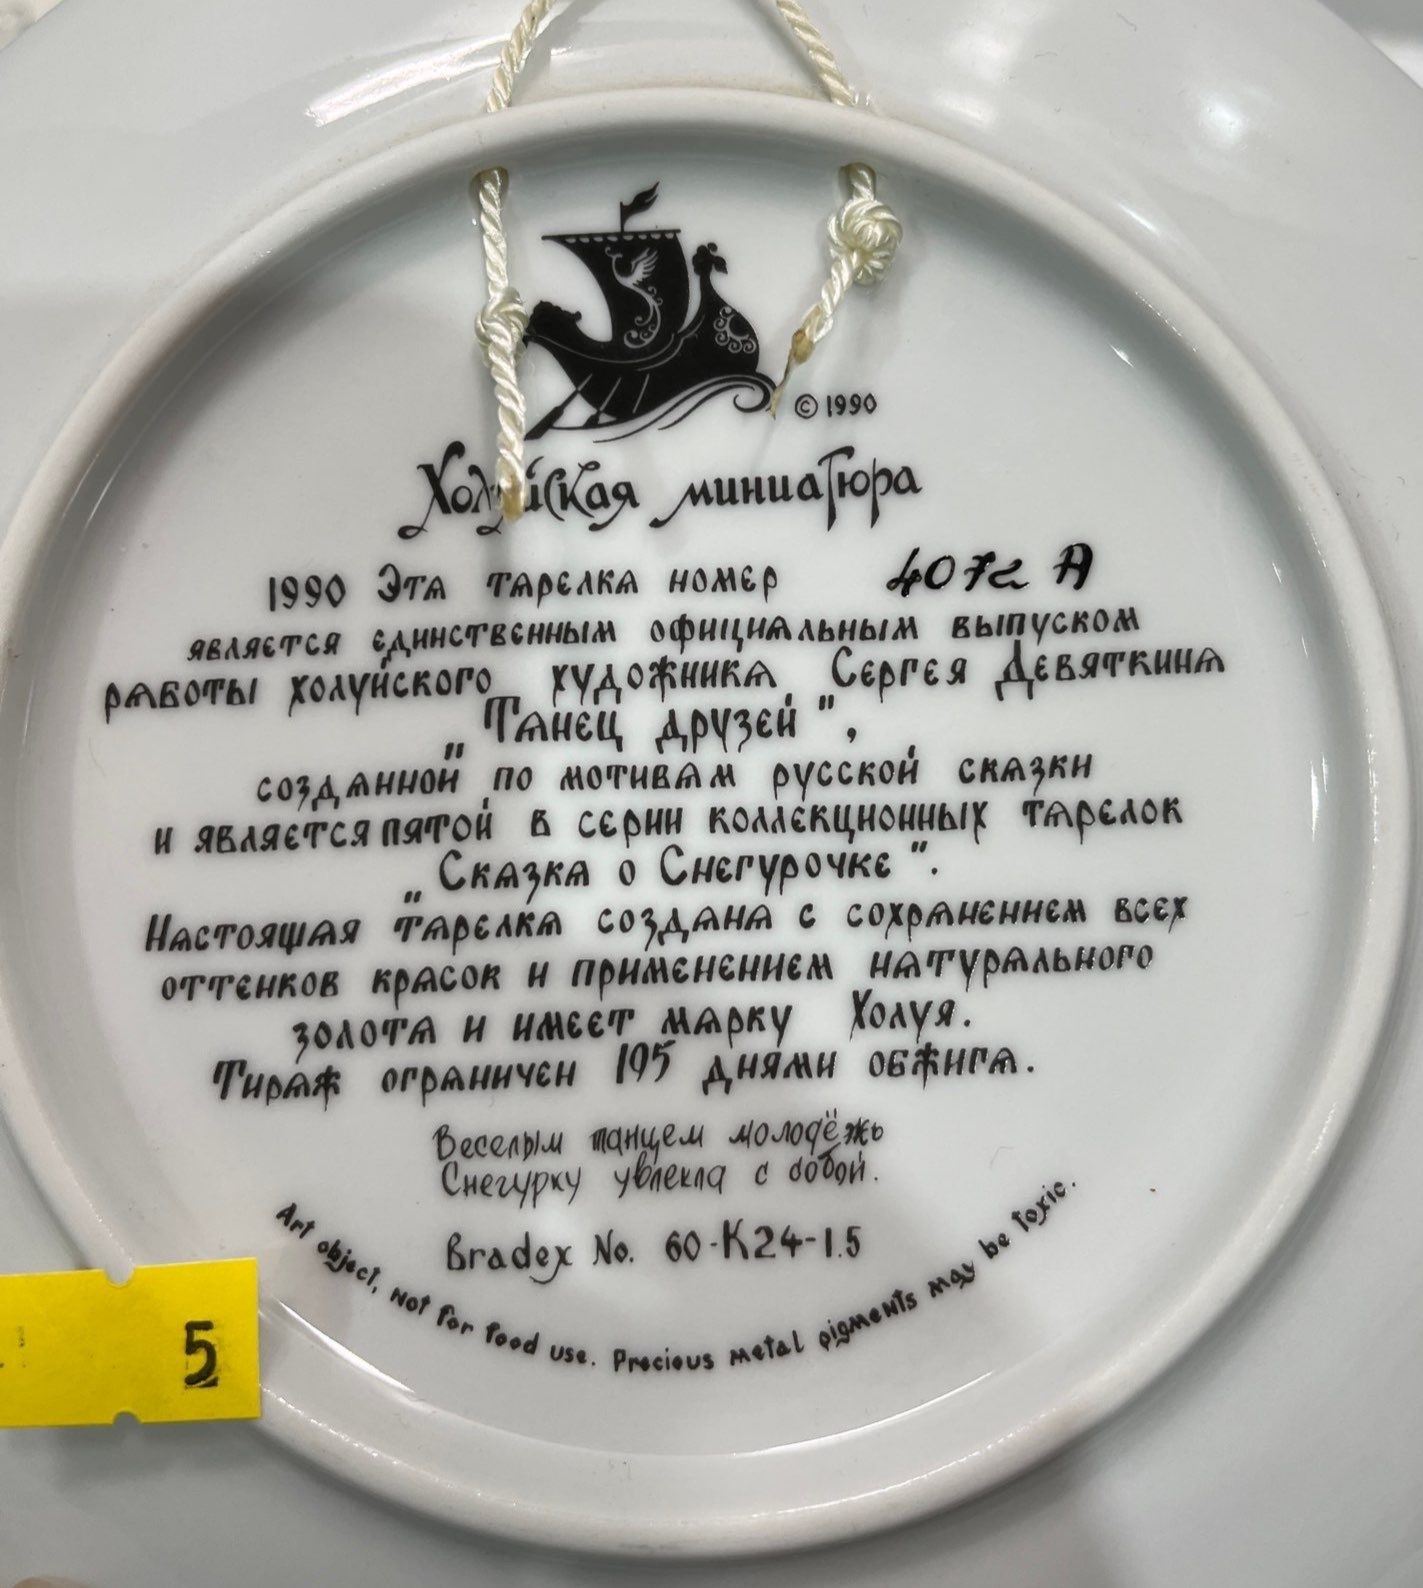 © 1990
Холуйская миниатюра
1990 Эта тарелка номер 4072 А
является единственным официальным выпуском
работы холуйского художника Сергея Девяткина
„Танец друзей",
созданной по мотивам русской сказки
и является пятой в серии коллекционных тарелок
„Сказка о Снегурочке".
Настоящая тарелка создана с сохранением всех
оттенков красок и применением натурального
золота и имеет марку Холуя.
Тираж ограничен 195 днями обжига.
Веселым танцем молодёжь
Снегурку увлекла с собой.
Bradex No. 60-K24-1.5
Art object, not for food use. Precious metal pigments may be toxic.
5